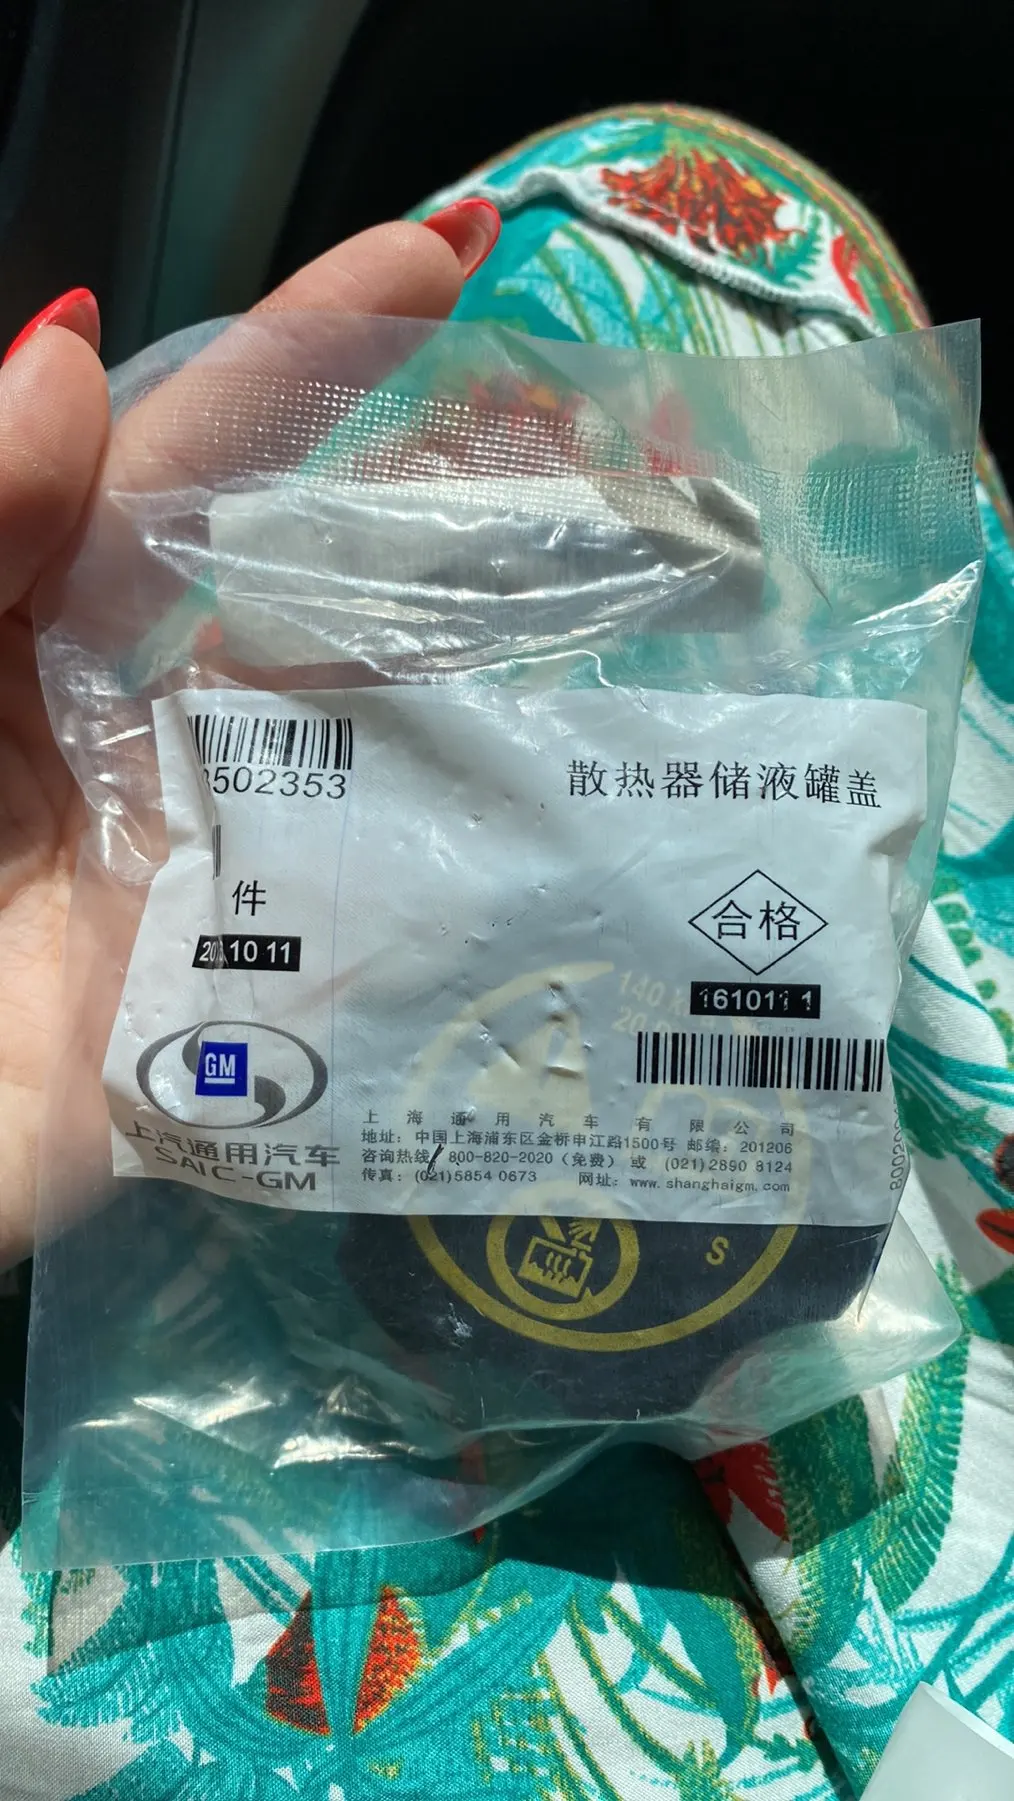 502353
散热器储液罐盖
件
合格
10 11
161011 1
GM
上汽通用汽车
SAIC-GM
上海通用汽车有限公司
地址：中国上海浦东区金桥申江路1500号 邮编：201206
咨询热线 800-820-2020（免费）或 (021)2890 8124
传真：(021)5854 0673 网址：www.shanghaigm.com
140
20
S